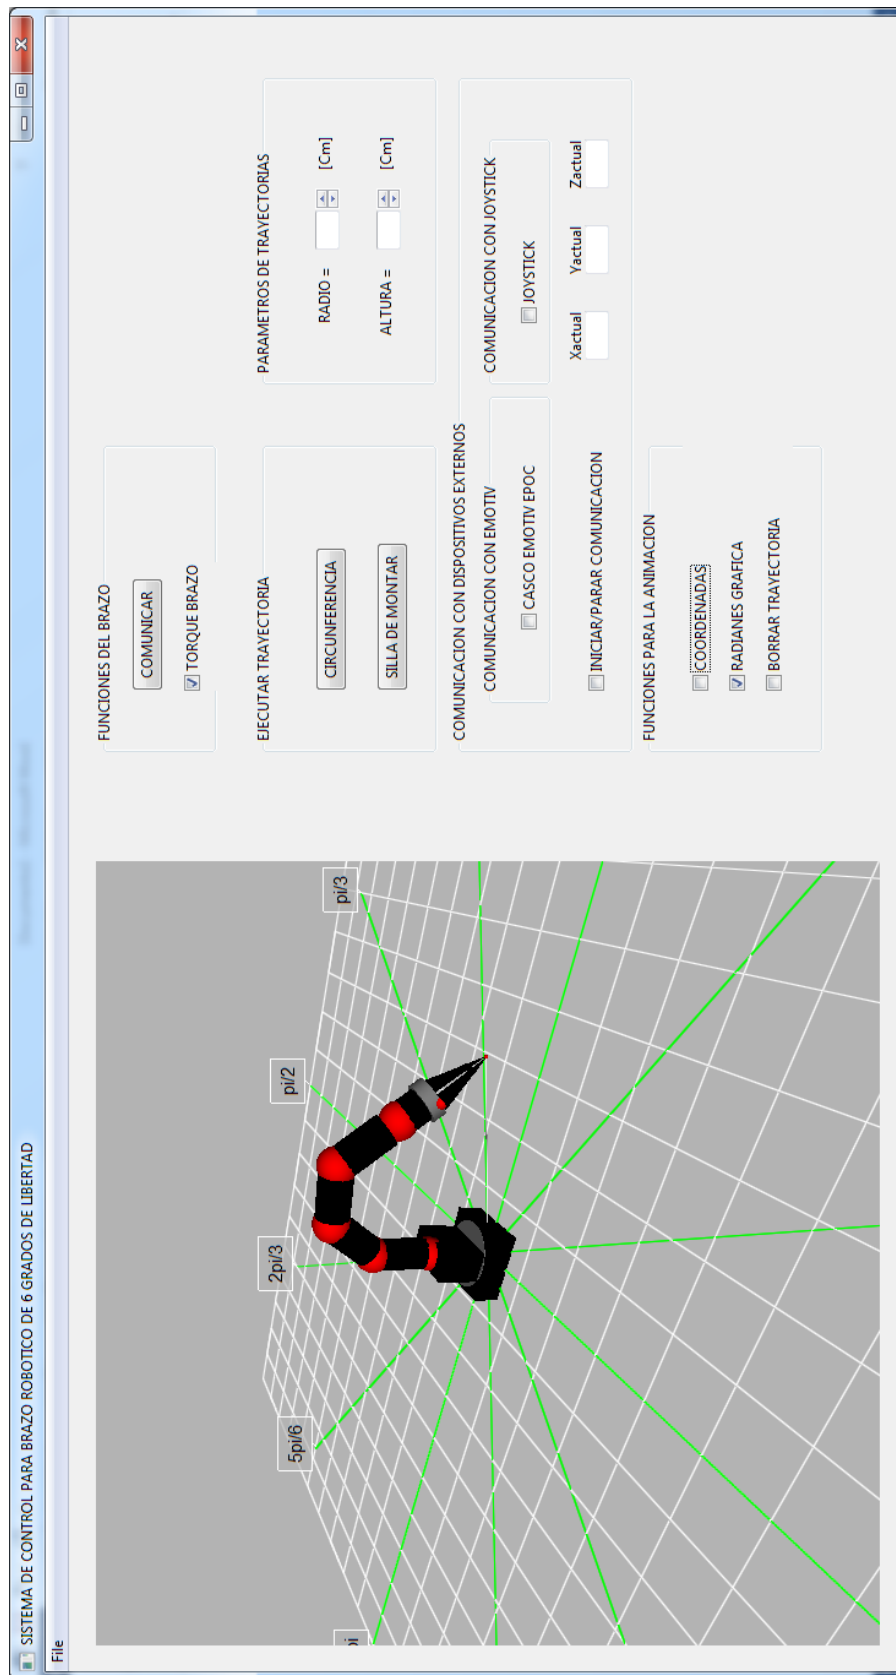 SISTEMA DE CONTROL PARA BRAZO ROBOTICO DE 6 GRADOS DE LIBERTAD
File
5pi/6
2pi/3
pi/2
pi/3
pi
FUNCIONES DEL BRAZO
COMUNICAR
TORQUE BRAZO
EJECUTAR TRAYECTORIA
CIRCUNFERENCIA
SILLA DE MONTAR
PARAMETROS DE TRAYECTORIAS
RADIO = [Cm]
ALTURA = [Cm]
COMUNICACION CON DISPOSITIVOS EXTERNOS
COMUNICACION CON EMOTIV
CASCO EMOTIV EPOC
COMUNICACION CON JOYSTICK
JOYSTICK
INICIAR/PARAR COMUNICACION
Xactual Yactual Zactual
FUNCIONES PARA LA ANIMACION
COORDENADAS
RADIANES GRAFICA
BORRAR TRAYECTORIA